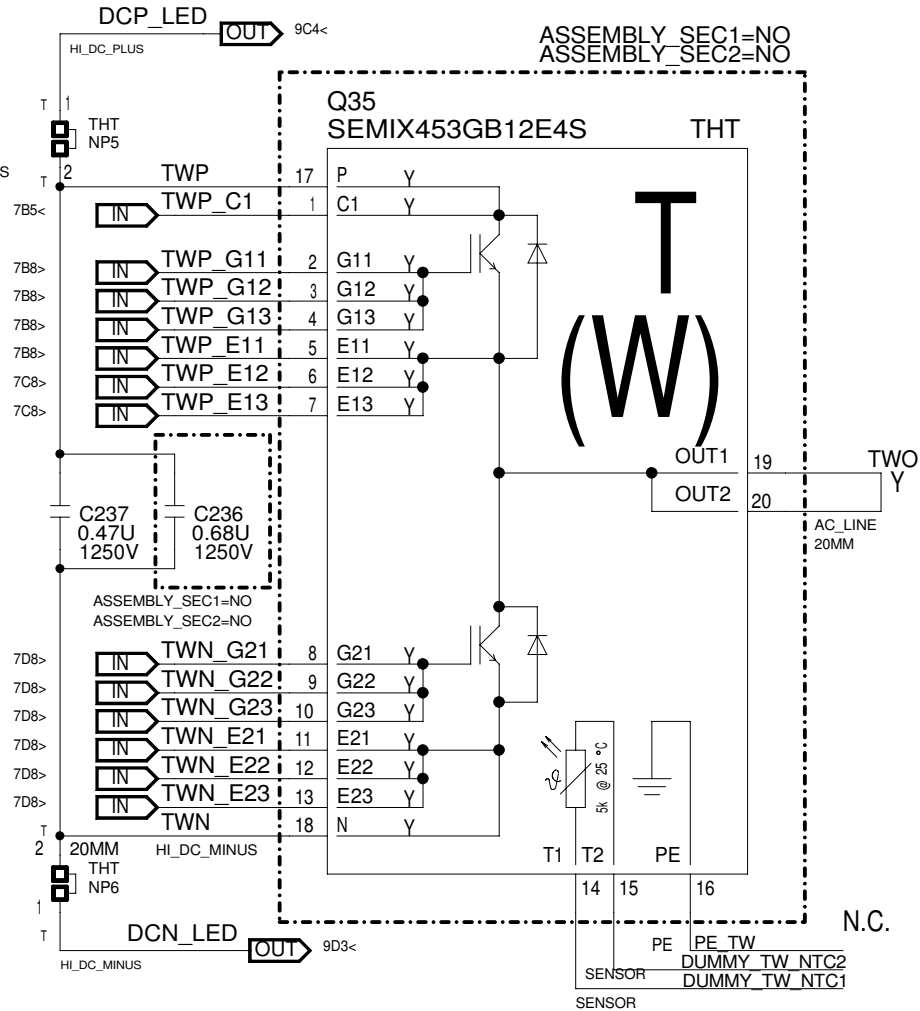 DCP_LED
OUT 9C4<
HI_DC_PLUS
ASSEMBLY_SEC1=NO
ASSEMBLY_SEC2=NO
T 1
THT
NP5
S
T 2
Q35
SEMIX453GB12E4S THT
TWP 17 P Y
7B5< IN TWP_C1 1 C1 Y
7B8> IN TWP_G11 2 G11 Y
7B8> IN TWP_G12 3 G12 Y
7B8> IN TWP_G13 4 G13 Y
7B8> IN TWP_E11 5 E11 Y
7C8> IN TWP_E12 6 E12 Y
7C8> IN TWP_E13 7 E13 Y
T
(W)
OUT1 19
OUT2 20
TWO
Y
AC_LINE
20MM
C237
0.47U
1250V
C236
0.68U
1250V
ASSEMBLY_SEC1=NO
ASSEMBLY_SEC2=NO
7D8> IN TWN_G21 8 G21 Y
7D8> IN TWN_G22 9 G22 Y
7D8> IN TWN_G23 10 G23 Y
7D8> IN TWN_E21 11 E21 Y
7D8> IN TWN_E22 12 E22 Y
7D8> IN TWN_E23 13 E23 Y
TWN 18 N Y
T
2 20MM HI_DC_MINUS
THT
NP6
1
T
ϑ
5k @ 25 °C
T1 T2 PE
14 15 16
DCN_LED OUT 9D3<
HI_DC_MINUS
N.C.
PE PE_TW
SENSOR DUMMY_TW_NTC2
SENSOR DUMMY_TW_NTC1